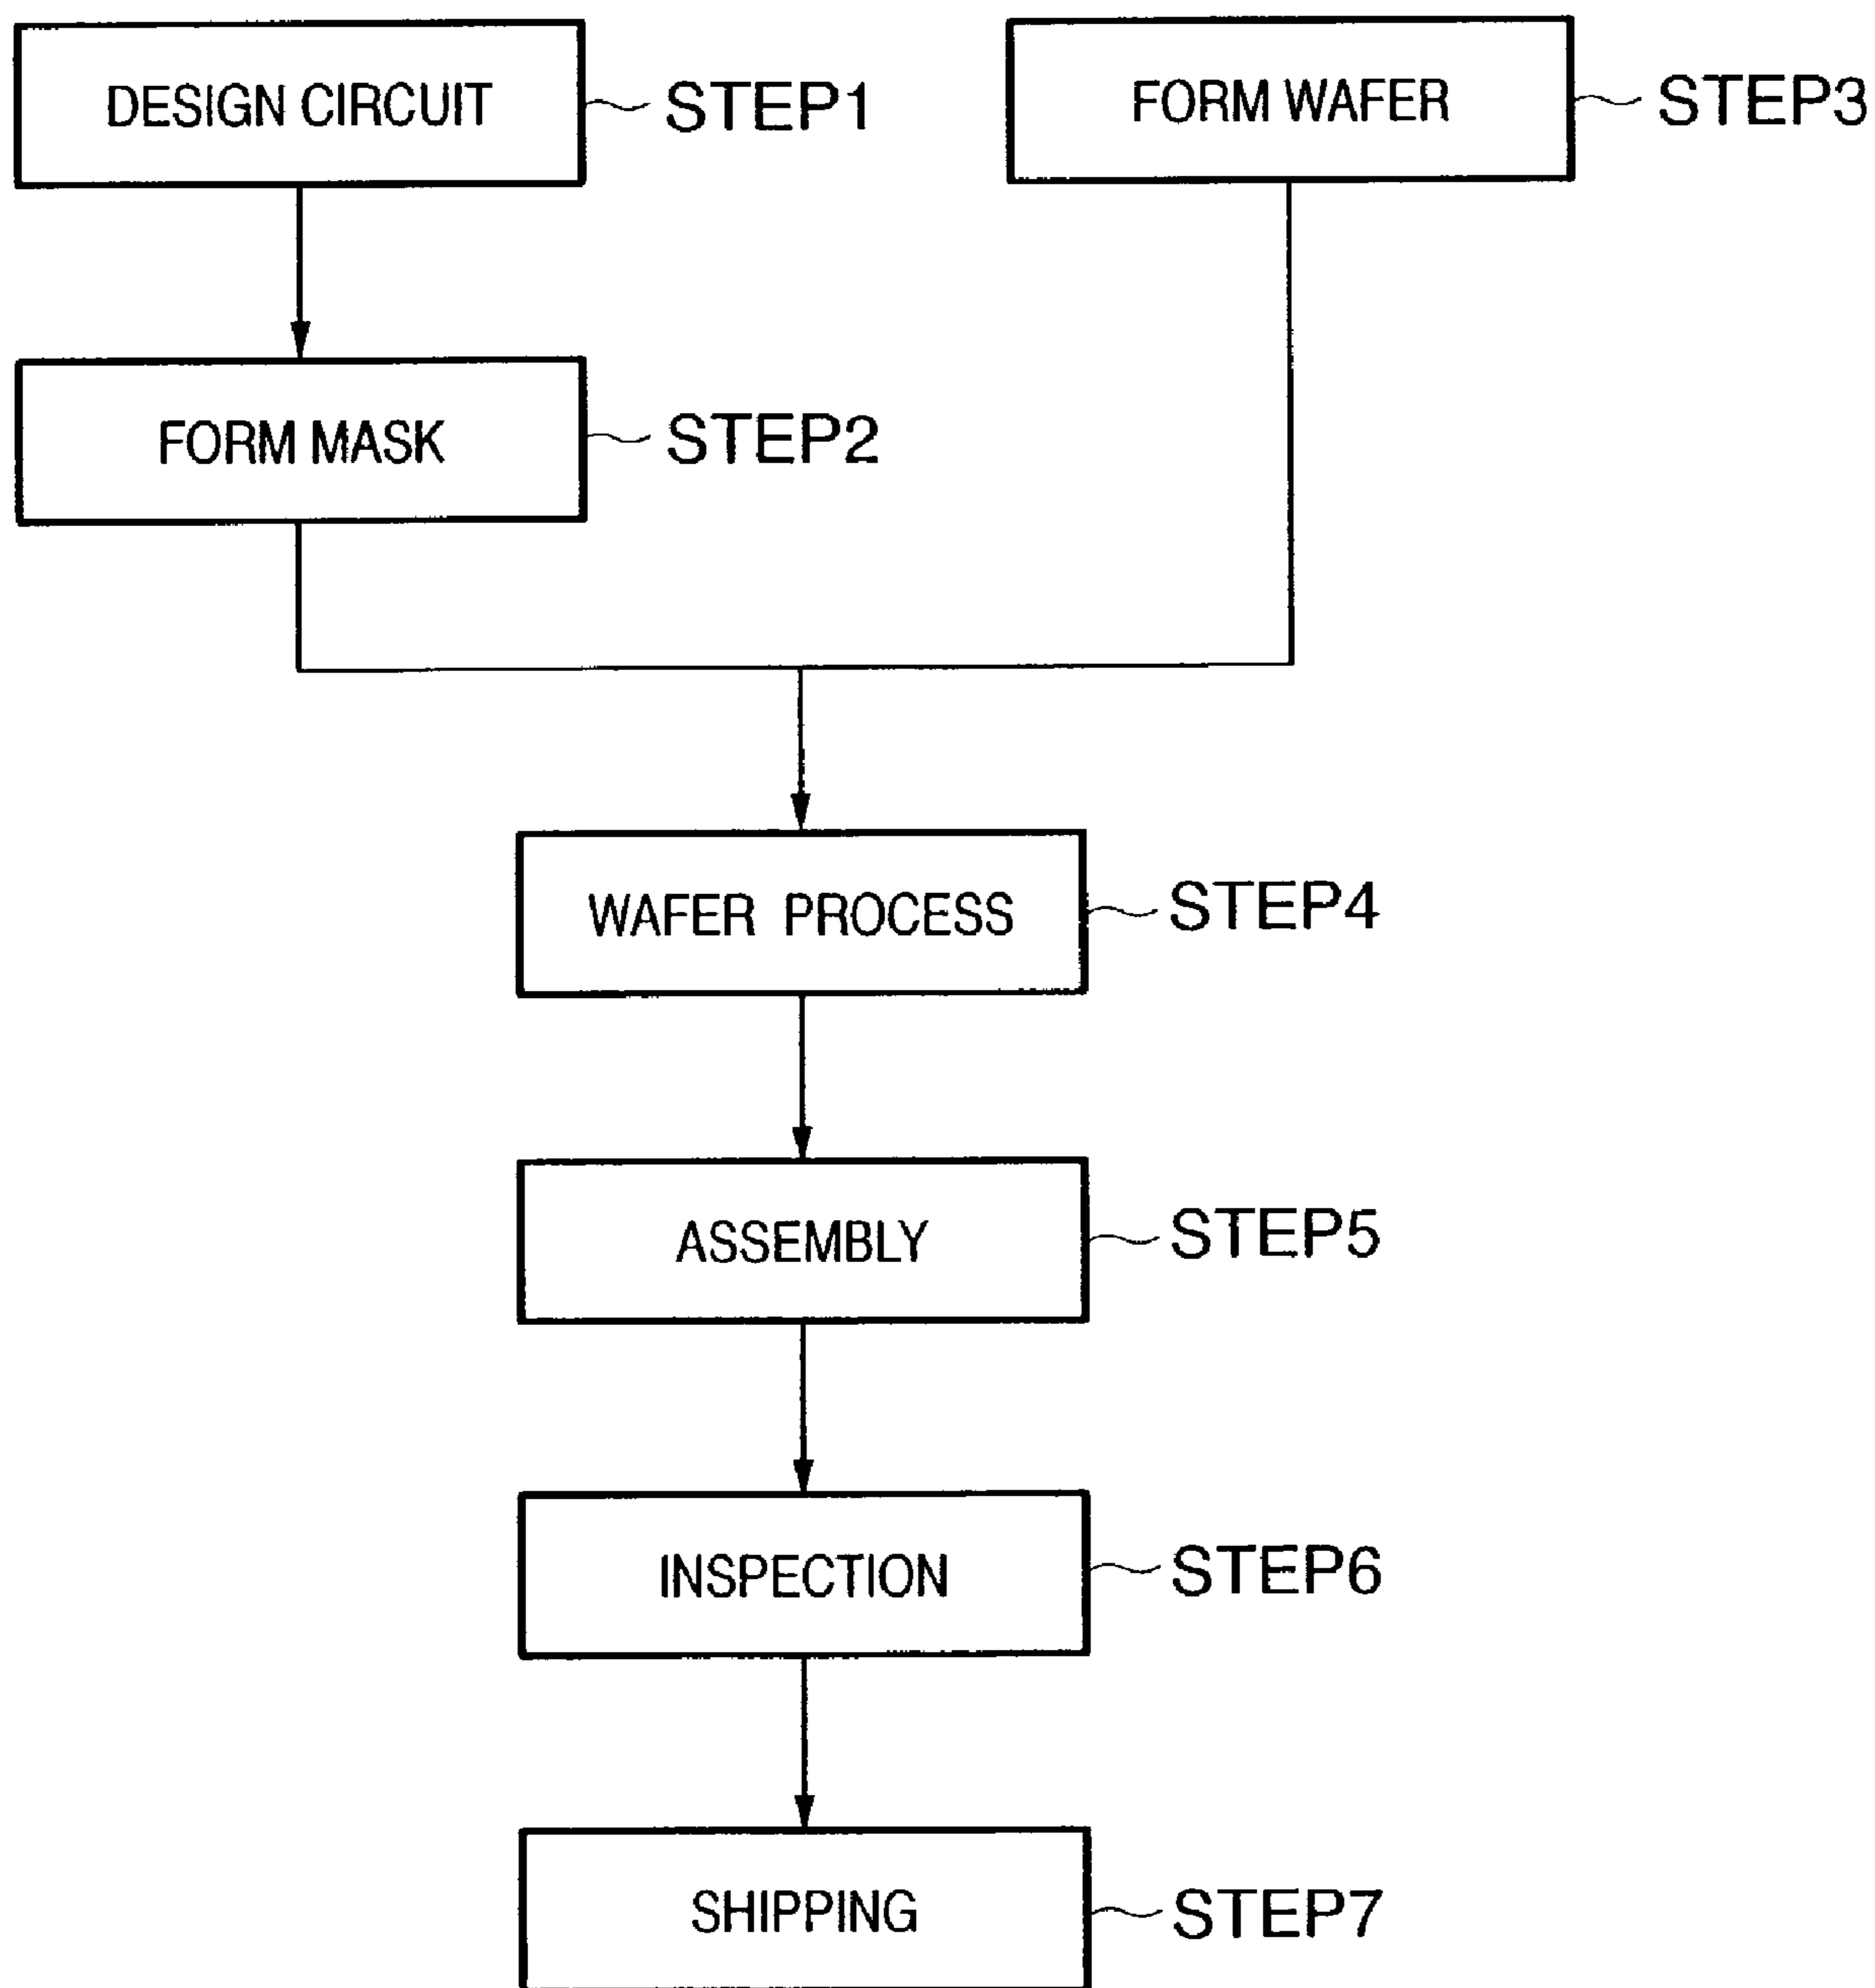 DESIGN CIRCUIT
STEP1
FORM WAFER
STEP3
FORM MASK
STEP2
WAFER PROCESS
STEP4
ASSEMBLY
STEP5
INSPECTION
STEP6
SHIPPING
STEP7